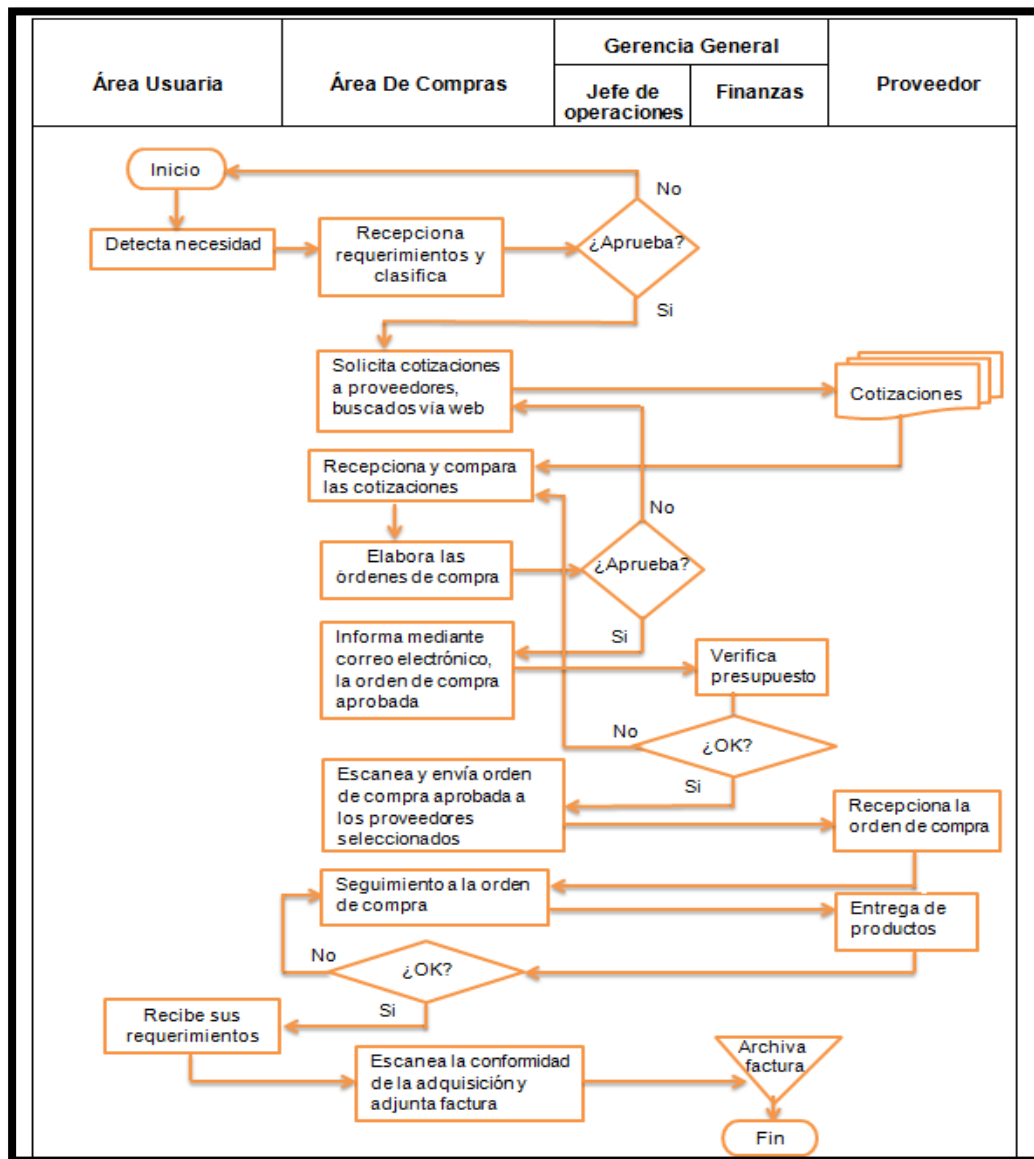 Área Usuaria
Área De Compras
Gerencia General
Jefe de
operaciones
Finanzas
Proveedor
Inicio
No
Detecta necesidad
Recepciona
requerimientos y
clasifica
¿Aprueba?
Si
Solicita cotizaciones
a proveedores,
buscados vía web
Cotizaciones
Recepciona y compara
las cotizaciones
No
Elabora las
órdenes de compra
¿Aprueba?
Si
Informa mediante
correo electrónico,
la orden de compra
aprobada
Verifica
presupuesto
No
¿OK?
Si
Escanea y envía orden
de compra aprobada a
los proveedores
seleccionados
Recepciona la
orden de compra
Seguimiento a la orden
de compra
Entrega de
productos
No
¿OK?
Si
Recibe sus
requerimientos
Escanea la conformidad
de la adquisición y
adjunta factura
Archiva
factura
Fin